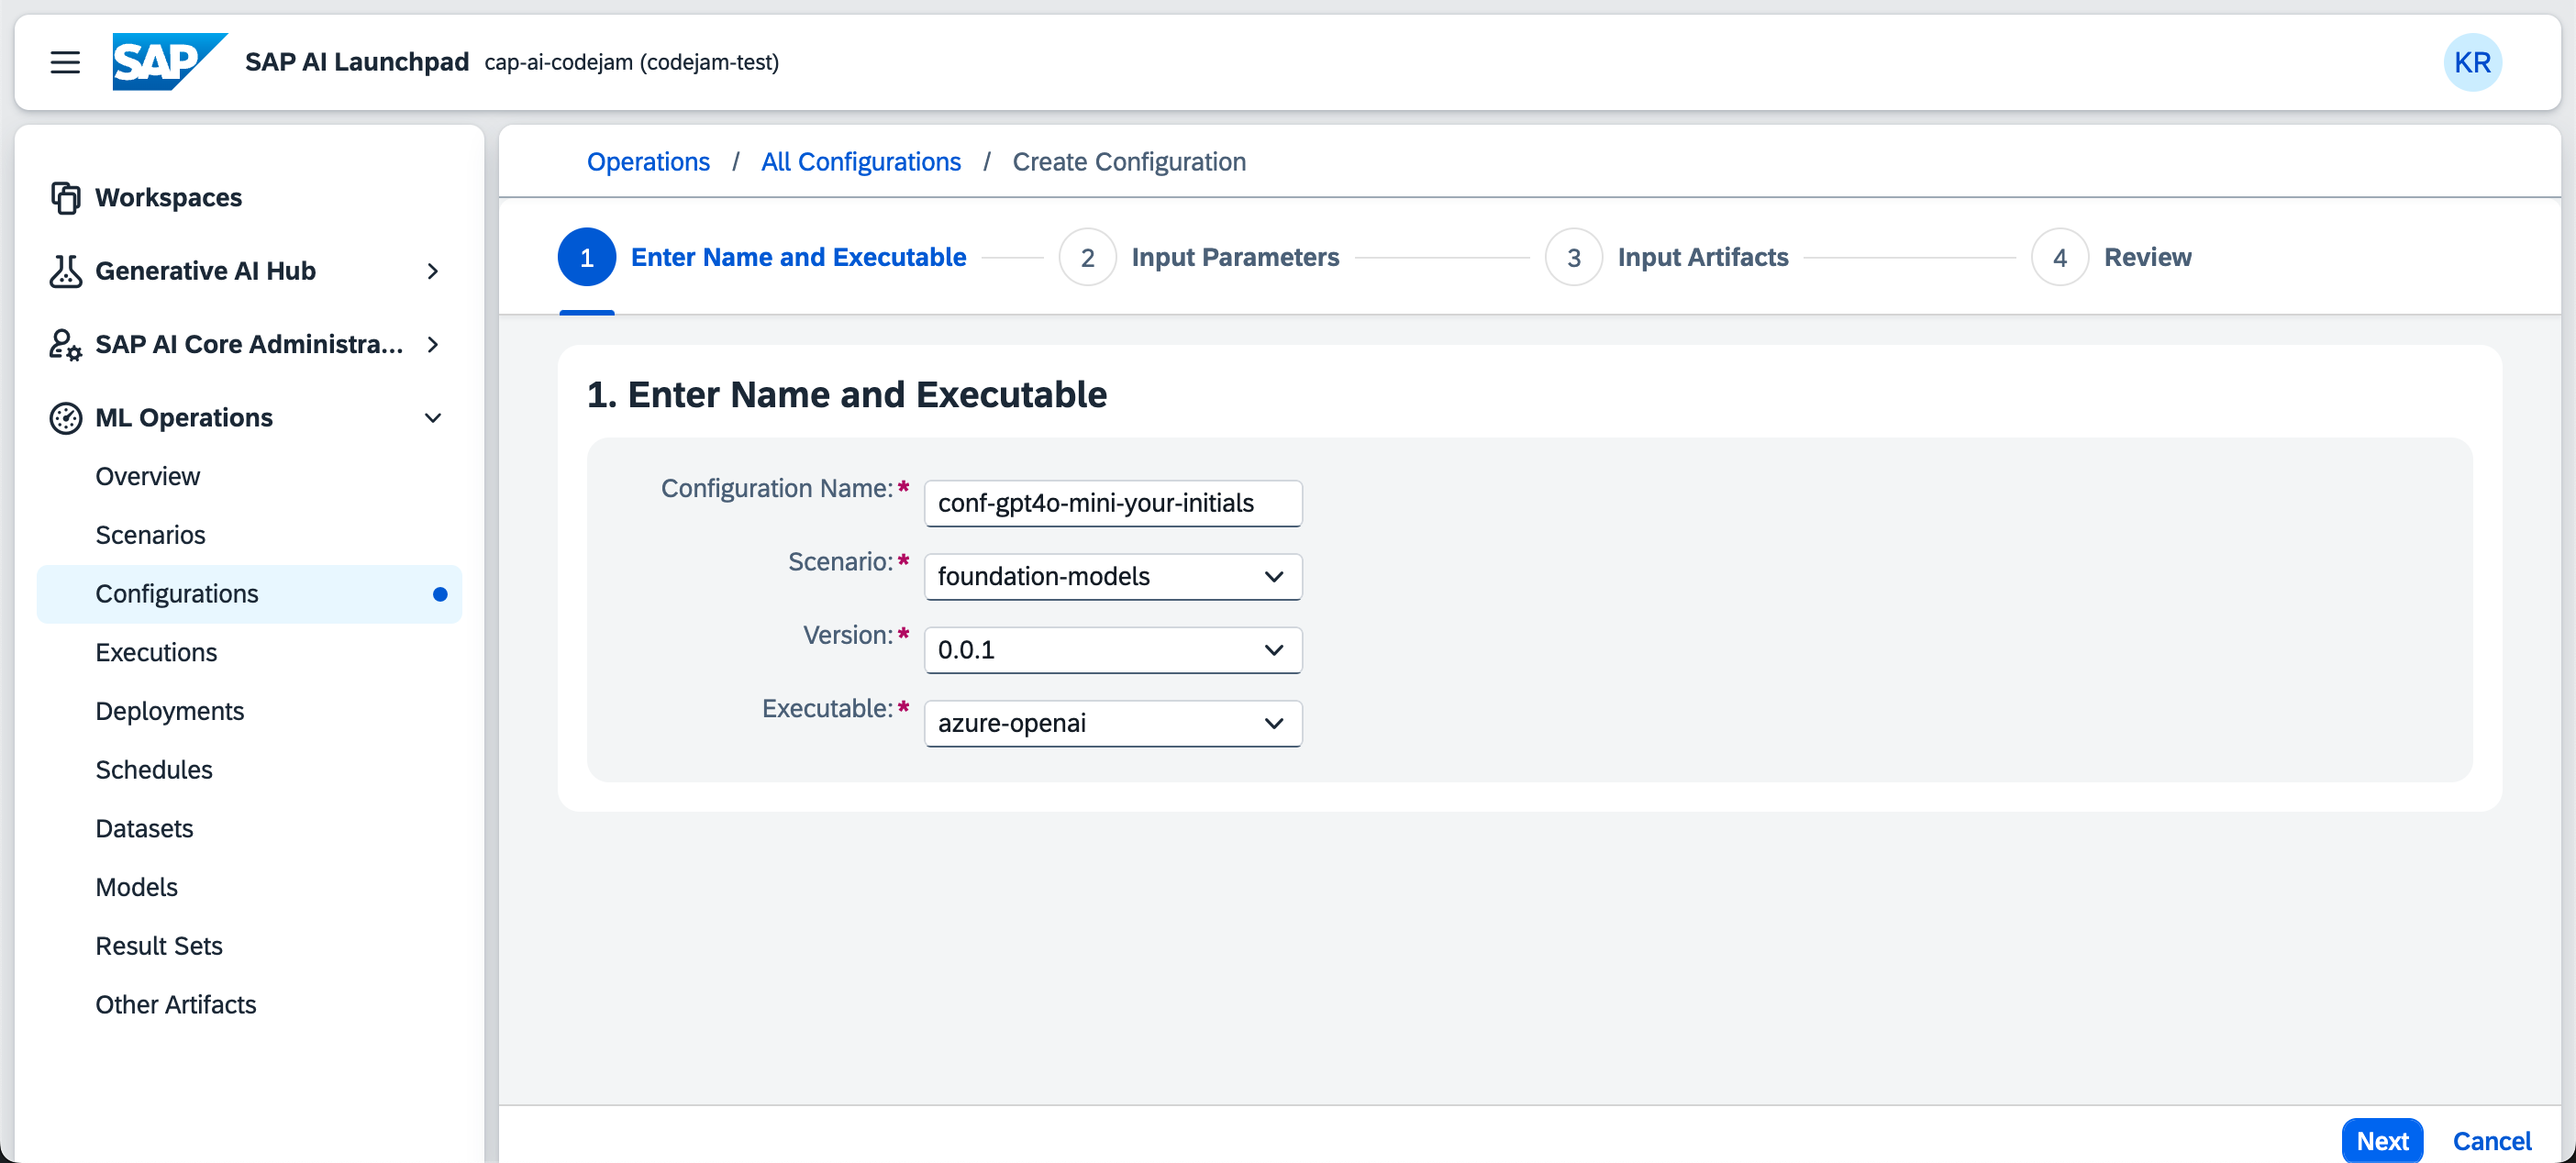 SAP SAP AI Launchpad cap-ai-codejam (codejam-test) KR
Workspaces
Generative AI Hub
SAP AI Core Administra...
ML Operations
Overview
Scenarios
Configurations
Executions
Deployments
Schedules
Datasets
Models
Result Sets
Other Artifacts
Operations / All Configurations / Create Configuration
1 Enter Name and Executable 2 Input Parameters 3 Input Artifacts 4 Review
1. Enter Name and Executable
Configuration Name:* conf-gpt4o-mini-your-initials
Scenario:* foundation-models
Version:* 0.0.1
Executable:* azure-openai
Next Cancel